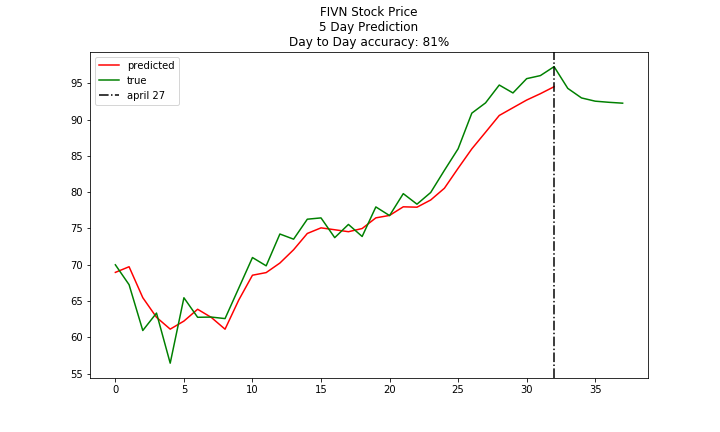 FIVN Stock Price
5 Day Prediction
Day to Day accuracy: 81%
predicted
true
april 27
95
90
85
80
75
70
65
60
55
0 5 10 15 20 25 30 35